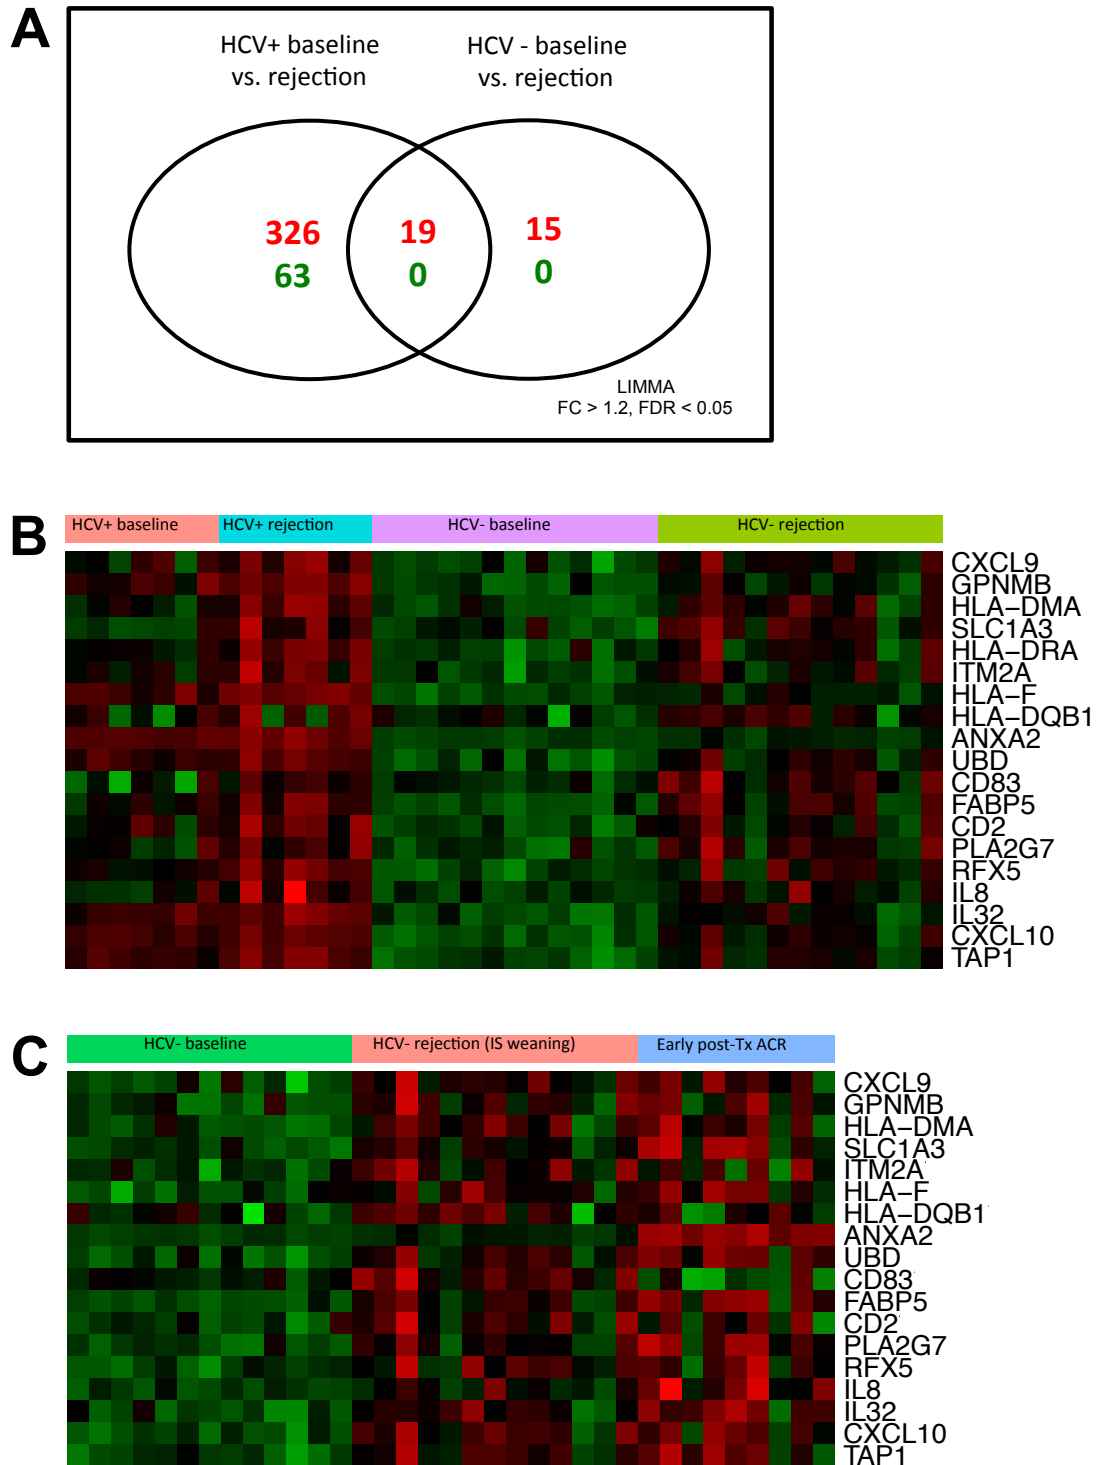 A
HCV+ baseline
vs. rejection
HCV - baseline
vs. rejection
326
19
15
63
0
0
LIMMA
FC > 1.2, FDR < 0.05
B
HCV+ baseline
HCV+ rejection
HCV- baseline
HCV- rejection
CXCL9
GPNMB
HLA−DMA
SLC1A3
HLA−DRA
ITM2A
HLA−F
HLA−DQB1
ANXA2
UBD
CD83
FABP5
CD2
PLA2G7
RFX5
IL8
IL32
CXCL10
TAP1
C
HCV- baseline
HCV- rejection (IS weaning)
Early post-Tx ACR
CXCL9
GPNMB
HLA−DMA
SLC1A3
ITM2A
HLA−F
HLA−DQB1
ANXA2
UBD
CD83
FABP5
CD2
PLA2G7
RFX5
IL8
IL32
CXCL10
TAP1